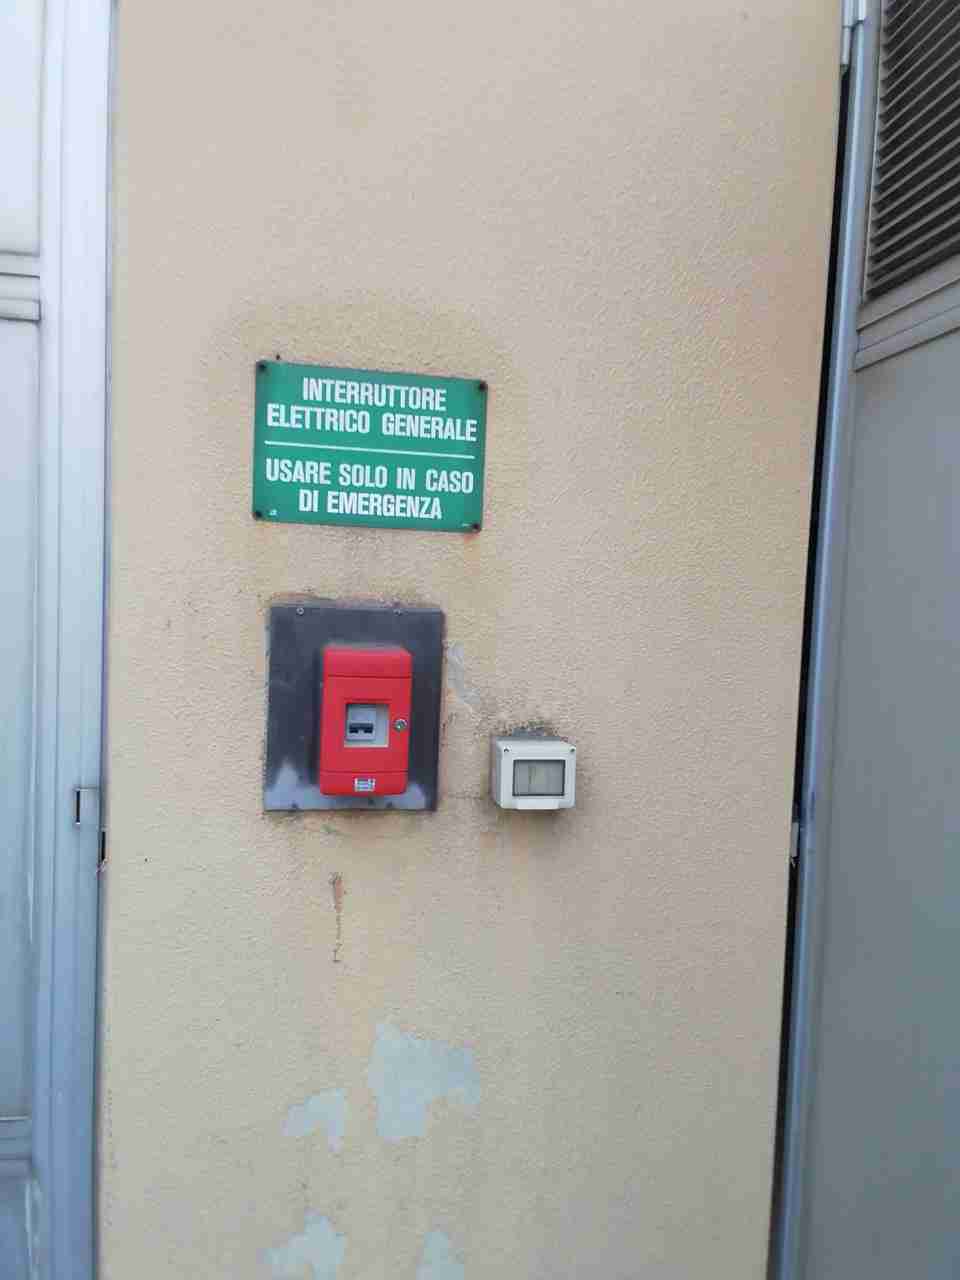 INTERRUTTORE
ELETTRICO GENERALE
USARE SOLO IN CASO
DI EMERGENZA